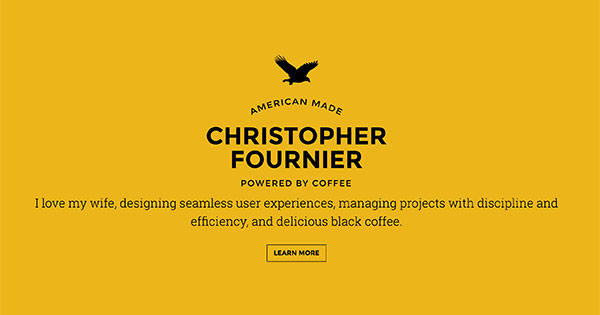 AMERICAN MADE
CHRISTOPHER
FOURNIER
POWERED BY COFFEE
I love my wife, designing seamless user experiences, managing projects with discipline and
efficiency, and delicious black coffee.
LEARN MORE